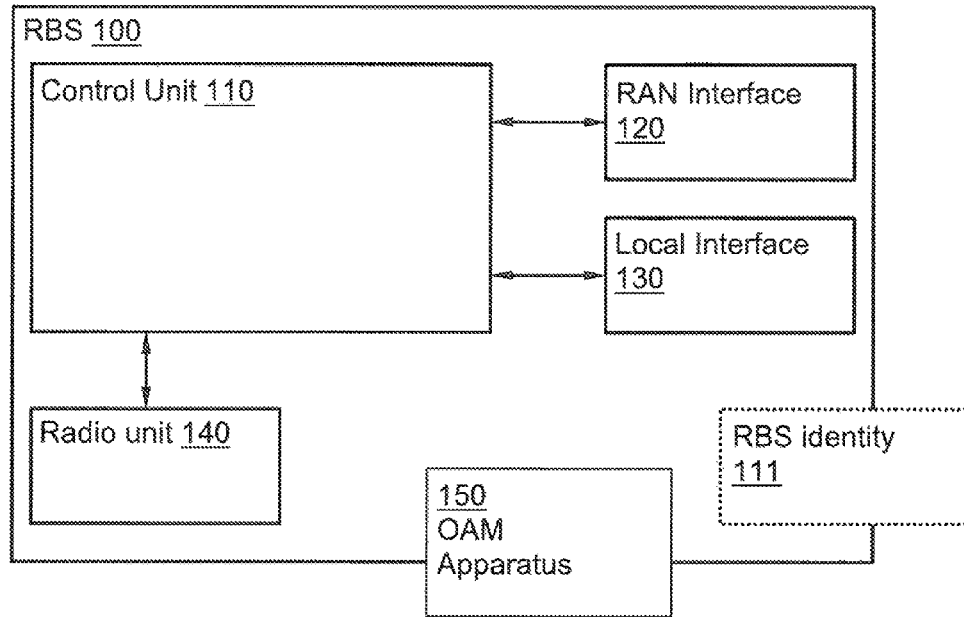 RBS 100
Control Unit 110
RAN Interface
120
Local Interface
130
Radio unit 140
RBS identity
111
150
OAM
Apparatus